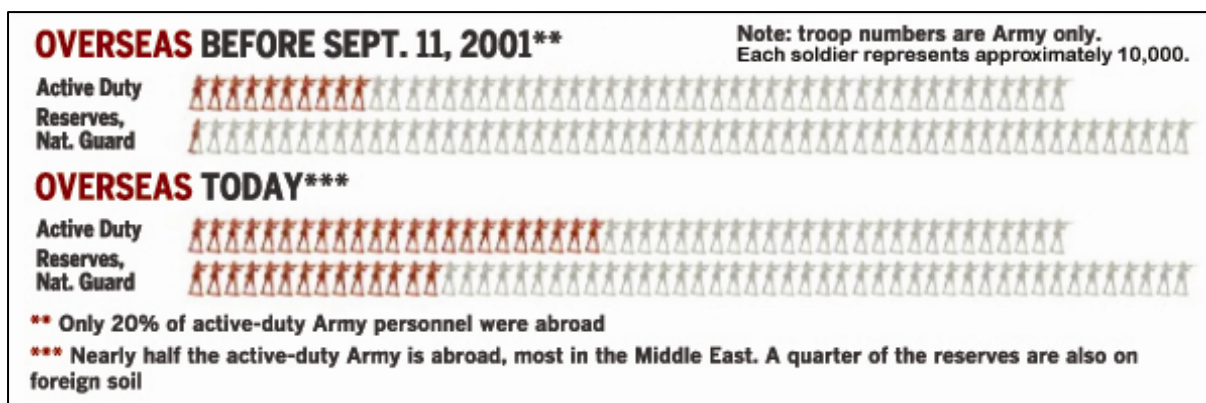 OVERSEAS BEFORE SEPT. 11, 2001**
Note: troop numbers are Army only.
Each soldier represents approximately 10,000.
Active Duty
Reserves,
Nat. Guard
OVERSEAS TODAY***
Active Duty
Reserves,
Nat. Guard
** Only 20% of active-duty Army personnel were abroad
*** Nearly half the active-duty Army is abroad, most in the Middle East. A quarter of the reserves are also on
foreign soil